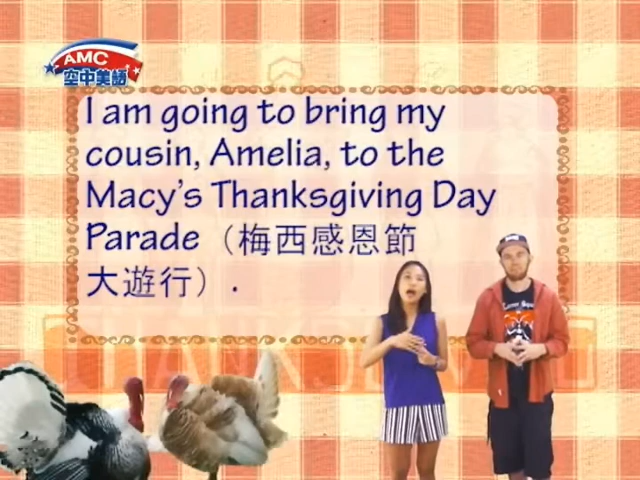 AMC
空中美語
I am going to bring my
cousin, Amelia, to the
Macy's Thanksgiving Day
Parade（梅西感恩節
大遊行）.